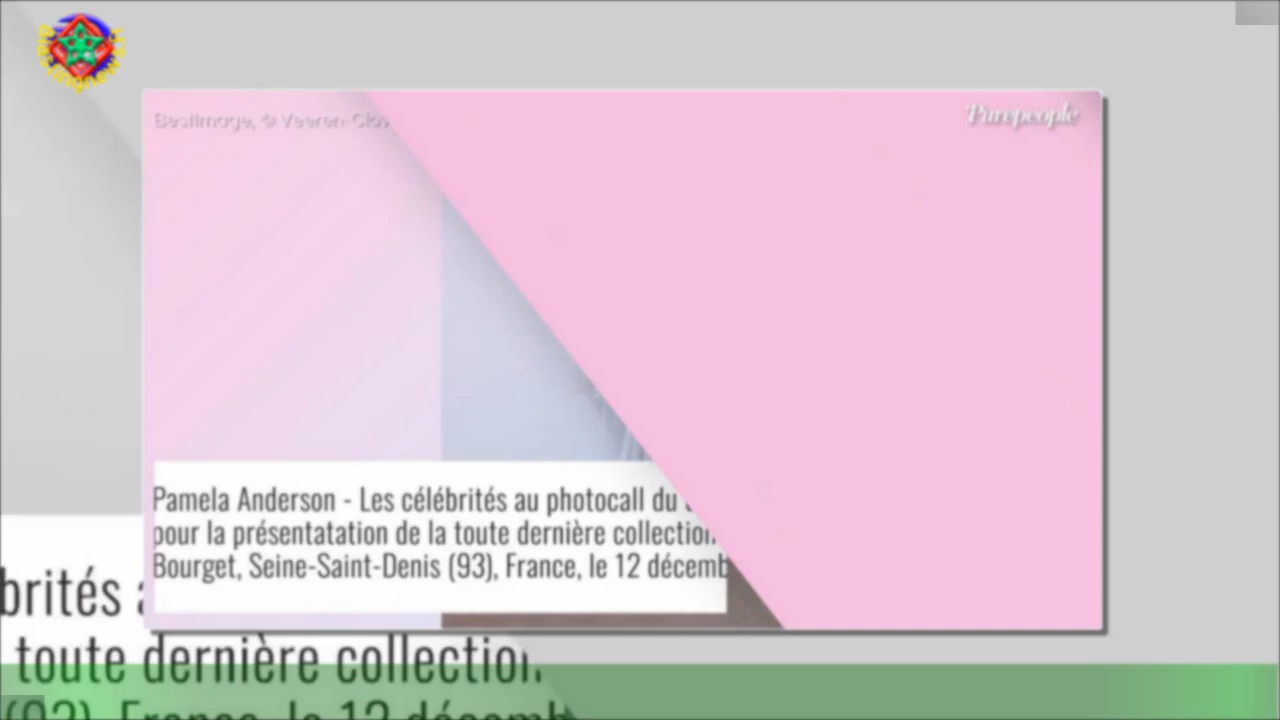 Bestimage, © Veeren-Clo
Purepeople
Pamela Anderson - Les célébrités au photocall du
pour la présentatation de la toute dernière collection
Bourget, Seine-Saint-Denis (93), France, le 12 décemb
brités
toute dernière collection
(93), France, le 12 décemb